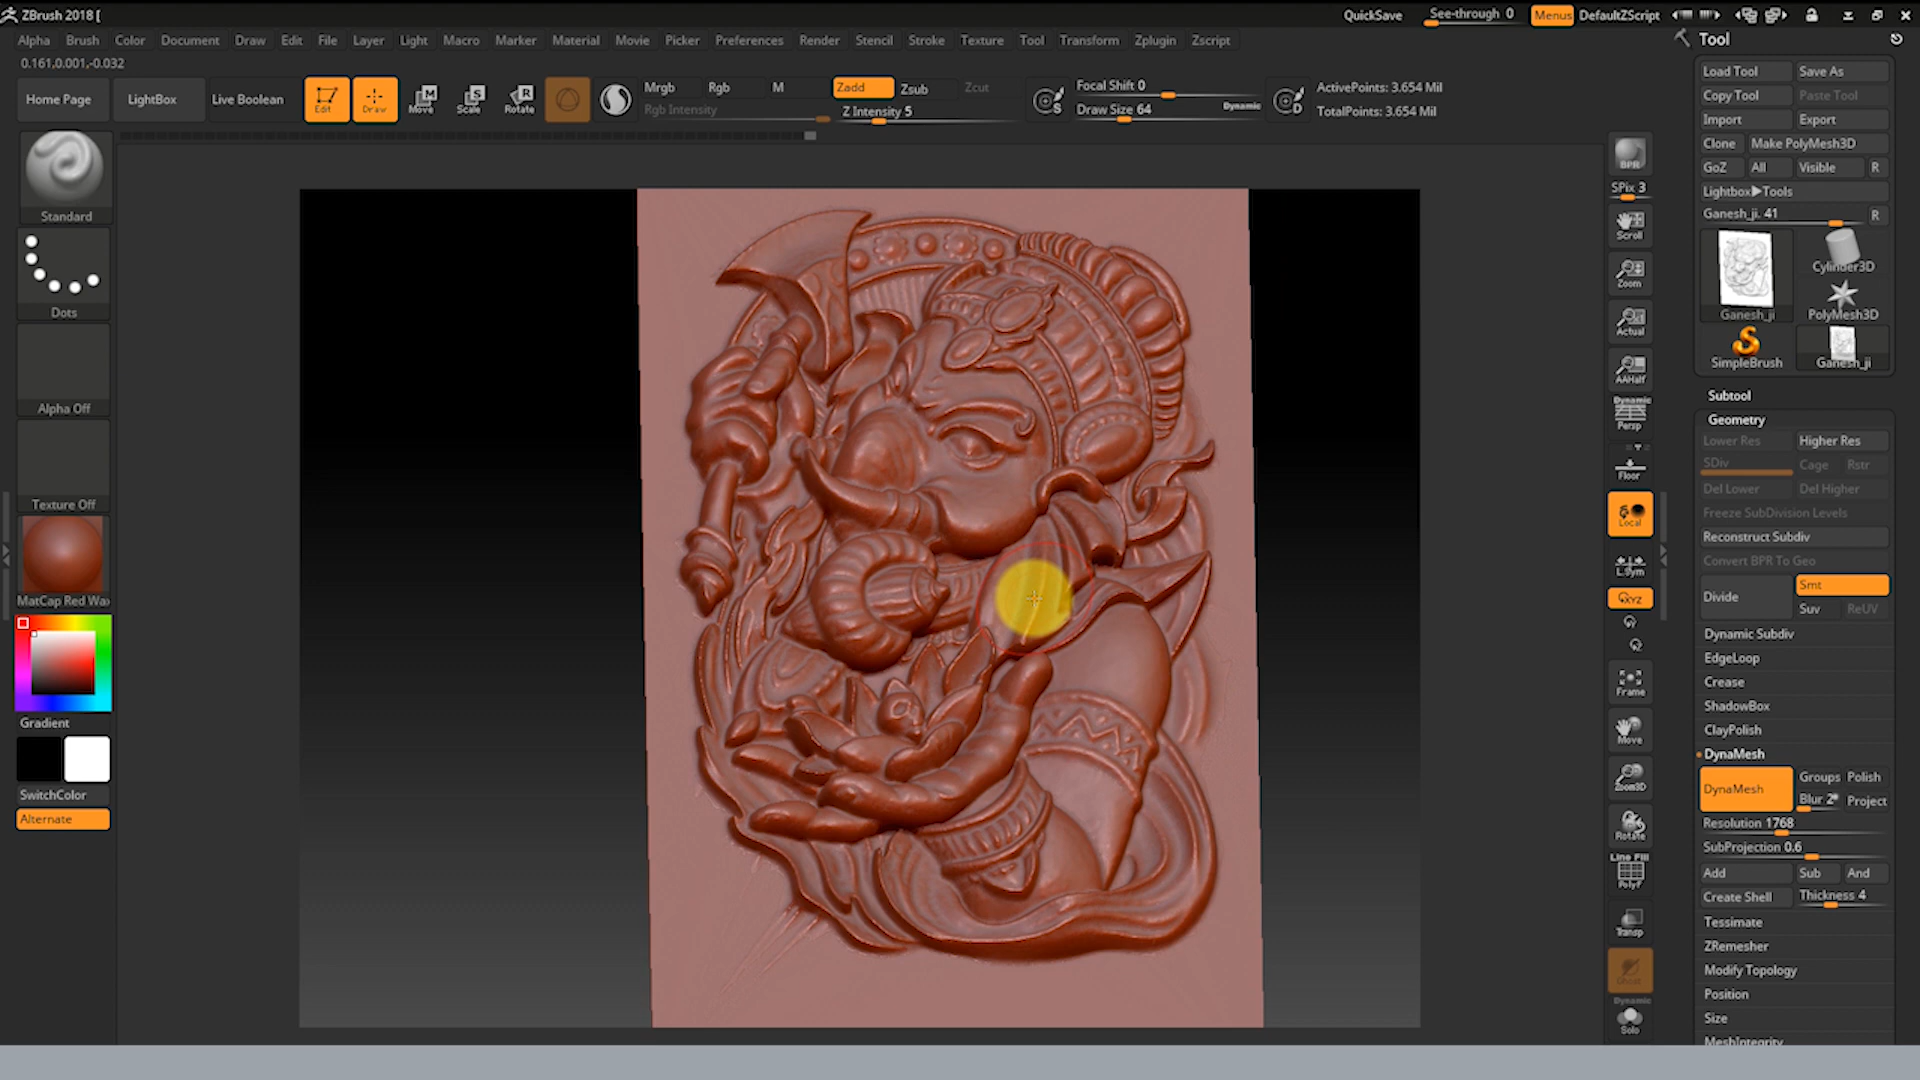 ZBrush 2018 [
QuickSave See-through 0 Menus DefaultZScript
Alpha Brush Color Document Draw Edit File Layer Light Macro Marker Material Movie Picker Preferences Render Stencil Stroke Texture Tool Transform Zplugin Zscript
0.161,0.001,-0.032
Home Page LightBox Live Boolean Edit Draw Move Scale Rotate
M S R
Mrgb Rgb M
Rgb Intensity
Zadd Zsub Zcut
Z Intensity 5
S
Focal Shift 0
Draw Size 64 Dynamic
D
ActivePoints: 3.654 Mil
TotalPoints: 3.654 Mil
Standard
Dots
Alpha Off
Texture Off
MatCap Red Wax
Gradient
SwitchColor
Alternate
BPR
SPix 3
Scroll
Zoom
Actual
AAHalf
Dynamic
Persp
Floor
Local
L.Sym
XYZ
Frame
Move
Zoom3D
Rotate
Line Fill
PolyF
Transp
Ghost
Dynamic
Solo
Tool
Load Tool Save As
Copy Tool Paste Tool
Import Export
Clone Make PolyMesh3D
GoZ All Visible R
Lightbox▶Tools
Ganesh_ji. 41 R
Ganesh_ji Cylinder3D
PolyMesh3D
SimpleBrush Ganesh_ji
Subtool
Geometry
Lower Res Higher Res
SDiv Cage Rstr
Del Lower Del Higher
Freeze SubDivision Levels
Reconstruct Subdiv
Convert BPR To Geo
Divide Smt
Suv ReUV
Dynamic Subdiv
EdgeLoop
Crease
ShadowBox
ClayPolish
DynaMesh
DynaMesh Groups Polish
Blur 2 Project
Resolution 1768
SubProjection 0.6
Add Sub And
Create Shell Thickness 4
Tessimate
ZRemesher
Modify Topology
Position
Size
MeshIntegrity